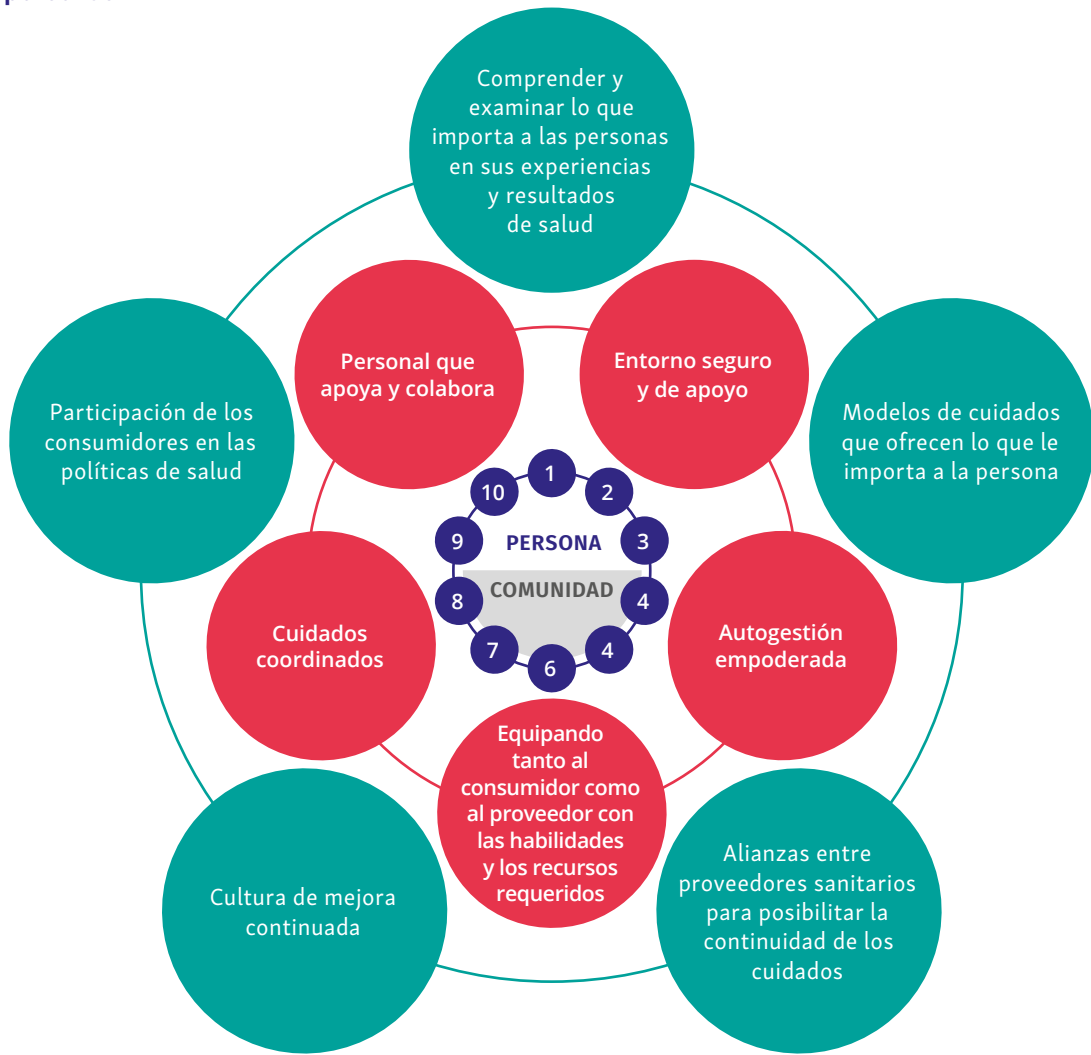 Comprender y
examinar lo que
importa a las personas
en sus experiencias
y resultados
de salud
Personal que
apoya y colabora
Entorno seguro
y de apoyo
Participación de los
consumidores en las
políticas de salud
Modelos de cuidados
que ofrecen lo que le
importa a la persona
1
2
3
4
4
6
7
8
9
10
PERSONA
COMUNIDAD
Cuidados
coordinados
Autogestión
empoderada
Equipando
tanto al
consumidor como
al proveedor con
las habilidades
y los recursos
requeridos
Cultura de mejora
continuada
Alianzas entre
proveedores sanitarios
para posibilitar la
continuidad de los
cuidados